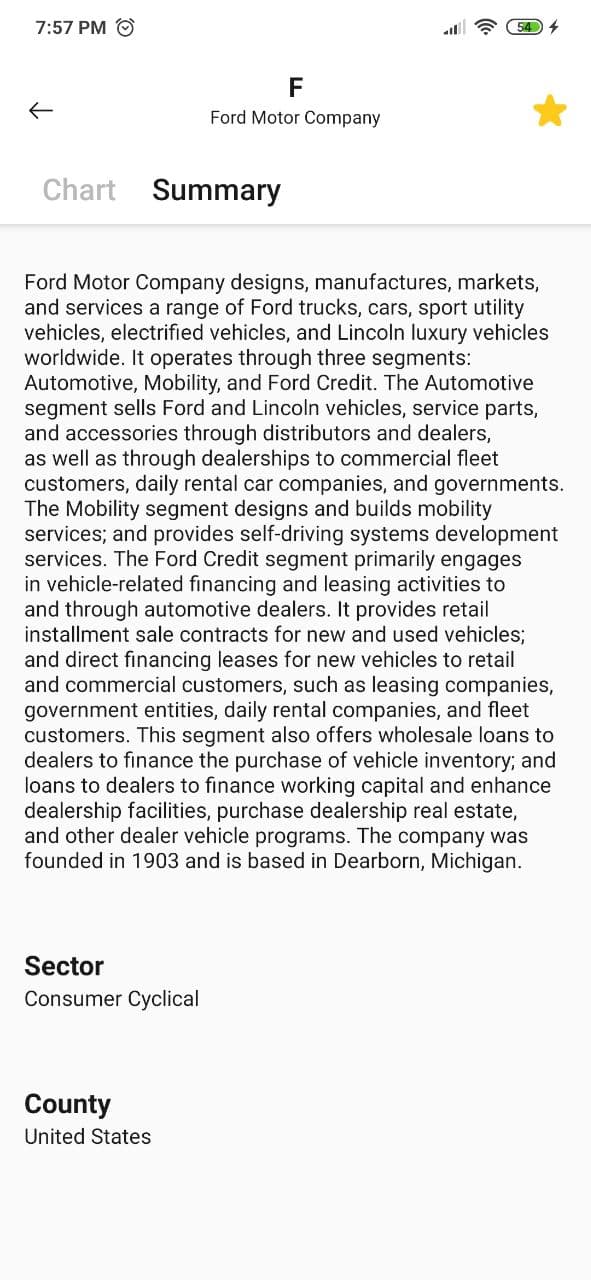 7:57 PM
54
F
Ford Motor Company
Chart Summary
Ford Motor Company designs, manufactures, markets,
and services a range of Ford trucks, cars, sport utility
vehicles, electrified vehicles, and Lincoln luxury vehicles
worldwide. It operates through three segments:
Automotive, Mobility, and Ford Credit. The Automotive
segment sells Ford and Lincoln vehicles, service parts,
and accessories through distributors and dealers,
as well as through dealerships to commercial fleet
customers, daily rental car companies, and governments.
The Mobility segment designs and builds mobility
services; and provides self-driving systems development
services. The Ford Credit segment primarily engages
in vehicle-related financing and leasing activities to
and through automotive dealers. It provides retail
installment sale contracts for new and used vehicles;
and direct financing leases for new vehicles to retail
and commercial customers, such as leasing companies,
government entities, daily rental companies, and fleet
customers. This segment also offers wholesale loans to
dealers to finance the purchase of vehicle inventory; and
loans to dealers to finance working capital and enhance
dealership facilities, purchase dealership real estate,
and other dealer vehicle programs. The company was
founded in 1903 and is based in Dearborn, Michigan.
Sector
Consumer Cyclical
County
United States